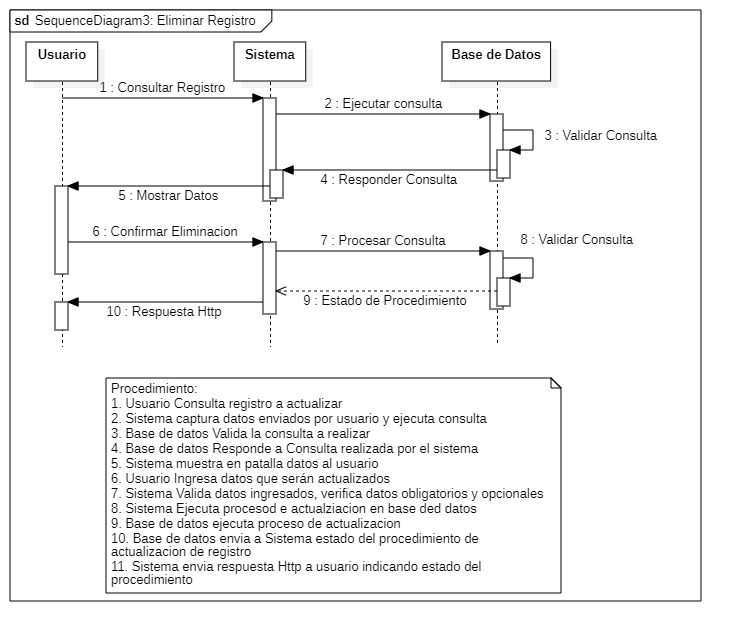 sd SequenceDiagram3: Eliminar Registro
Usuario
Sistema
Base de Datos
1 : Consultar Registro
2 : Ejecutar consulta
3 : Validar Consulta
4 : Responder Consulta
5 : Mostrar Datos
6 : Confirmar Eliminacion
7 : Procesar Consulta
8 : Validar Consulta
9 : Estado de Procedimiento
10 : Respuesta Http
Procedimiento:
1. Usuario Consulta registro a actualizar
2. Sistema captura datos enviados por usuario y ejecuta consulta
3. Base de datos Valida la consulta a realizar
4. Base de datos Responde a Consulta realizada por el sistema
5. Sistema muestra en patalla datos al usuario
6. Usuario Ingresa datos que serán actualizados
7. Sistema Valida datos ingresados, verifica datos obligatorios y opcionales
8. Sistema Ejecuta procesod e actualziacion en base ded datos
9. Base de datos ejecuta proceso de actualizacion
10. Base de datos envia a Sistema estado del procedimiento de
actualizacion de registro
11. Sistema envia respuesta Http a usuario indicando estado del
procedimiento